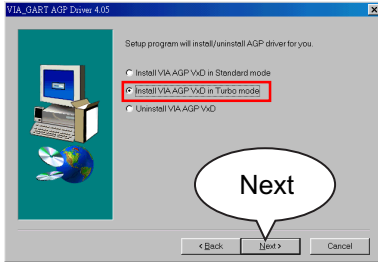 VIA_GART AGP Driver 4.05
Setup program will install/uninstall AGP driver for you.
Install VIA AGP VxD in Standard mode
Install VIA AGP VxD in Turbo mode
Uninstall VIA AGP VxD
Next
< Back
Next >
Cancel